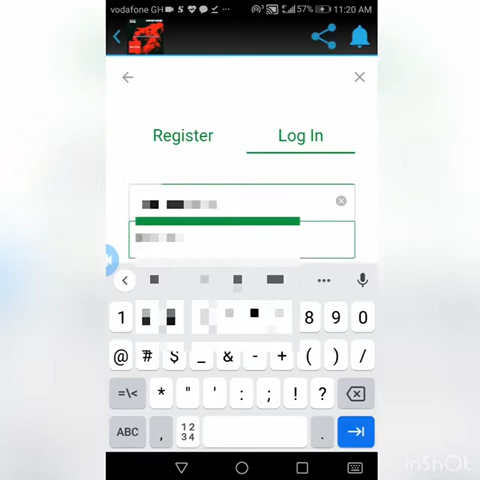 vodafone GH 57% 11:20 AM
Register Log In
1 8 9 0
@ # $ _ & - + ( ) /
=\< * " ' : ; ! ?
ABC , 12 34 .
InShOt